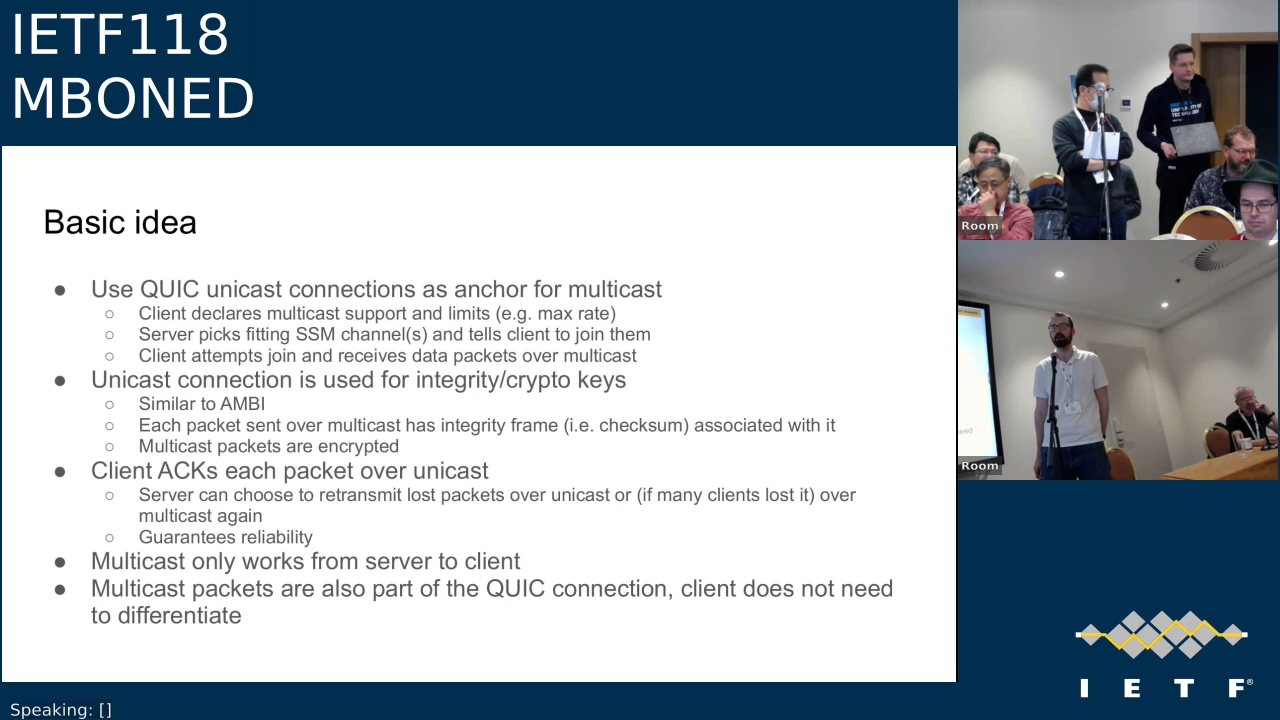 IETF118
MBONED
Basic idea
● Use QUIC unicast connections as anchor for multicast
○ Client declares multicast support and limits (e.g. max rate)
○ Server picks fitting SSM channel(s) and tells client to join them
○ Client attempts join and receives data packets over multicast
● Unicast connection is used for integrity/crypto keys
○ Similar to AMBI
○ Each packet sent over multicast has integrity frame (i.e. checksum) associated with it
○ Multicast packets are encrypted
● Client ACKs each packet over unicast
○ Server can choose to retransmit lost packets over unicast or (if many clients lost it) over
multicast again
○ Guarantees reliability
● Multicast only works from server to client
● Multicast packets are also part of the QUIC connection, client does not need
to differentiate
Room
Room
I E T F®
Speaking: []